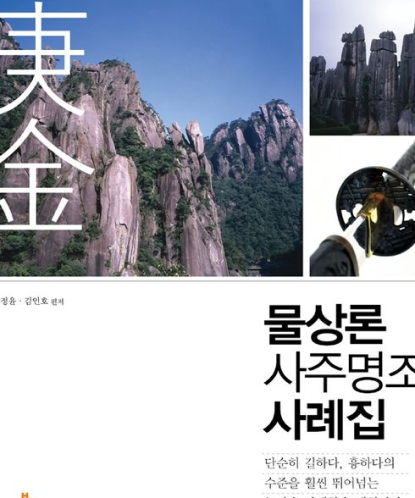 庚金
정윤 · 김인호 편저
물상론
사주명조
사례집
단순히 길하다, 흉하다의
수준을 훨씬 뛰어넘는